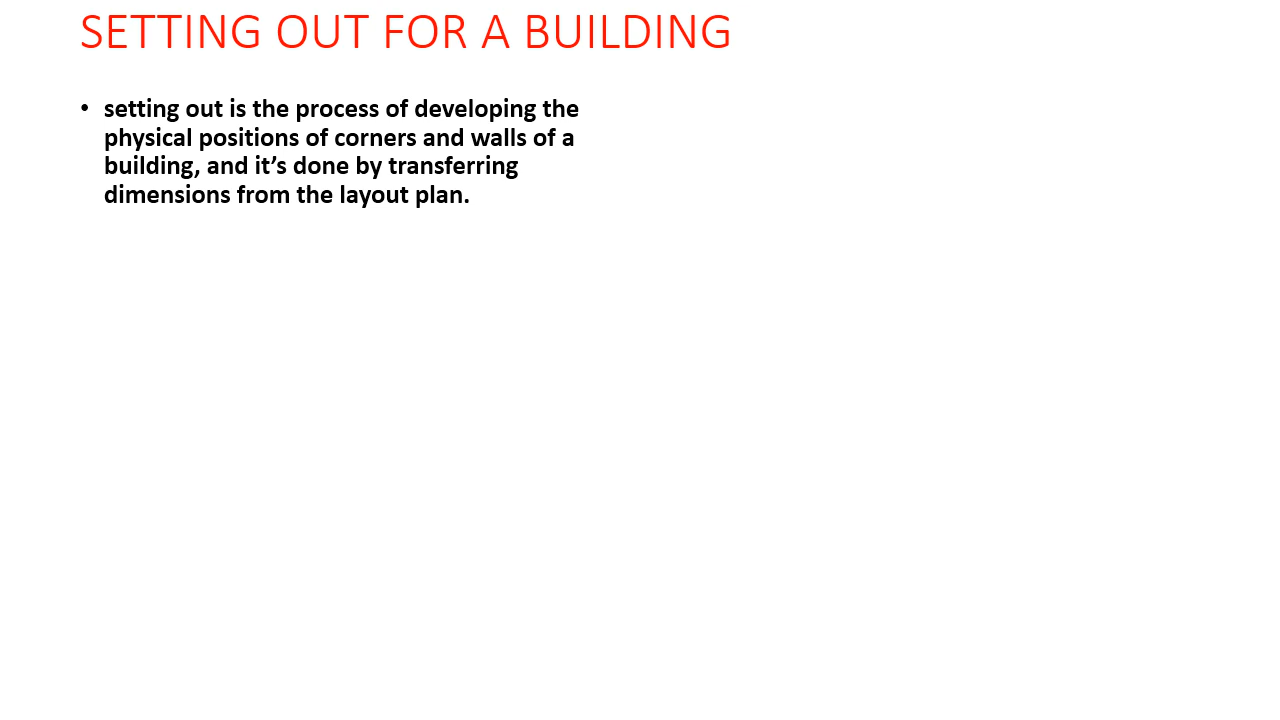 SETTING OUT FOR A BUILDING
• setting out is the process of developing the
physical positions of corners and walls of a
building, and it’s done by transferring
dimensions from the layout plan.